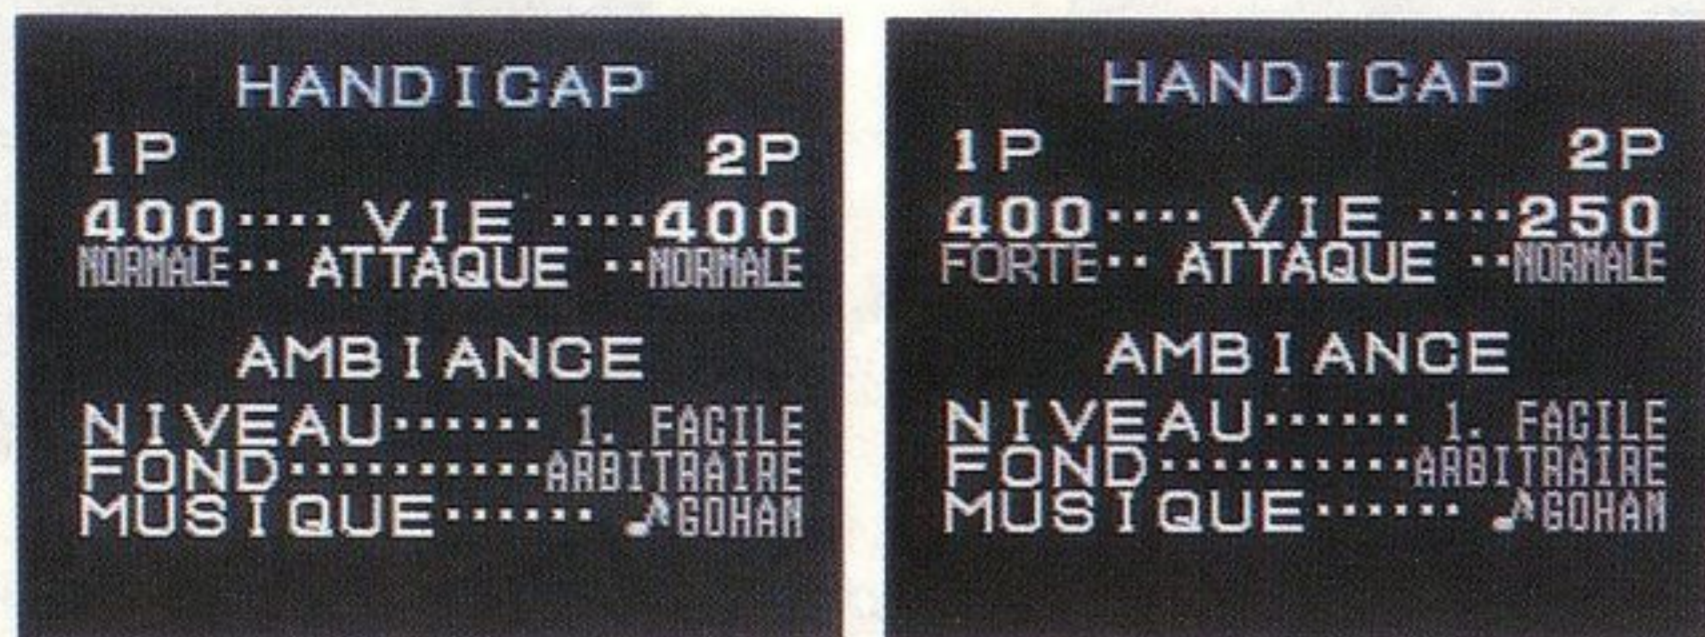 HANDICAP
1P 2P
400···· VIE ····400
NORMALE·· ATTAQUE ··NORMALE
AMBIANCE
NIVEAU······ 1. FACILE
FOND··········ARBITRAIRE
MUSIQUE······ ♪GOHAN
HANDICAP
1P 2P
400···· VIE ····250
FORTE·· ATTAQUE ··NORMALE
AMBIANCE
NIVEAU······ 1. FACILE
FOND··········ARBITRAIRE
MUSIQUE······ ♪GOHAN